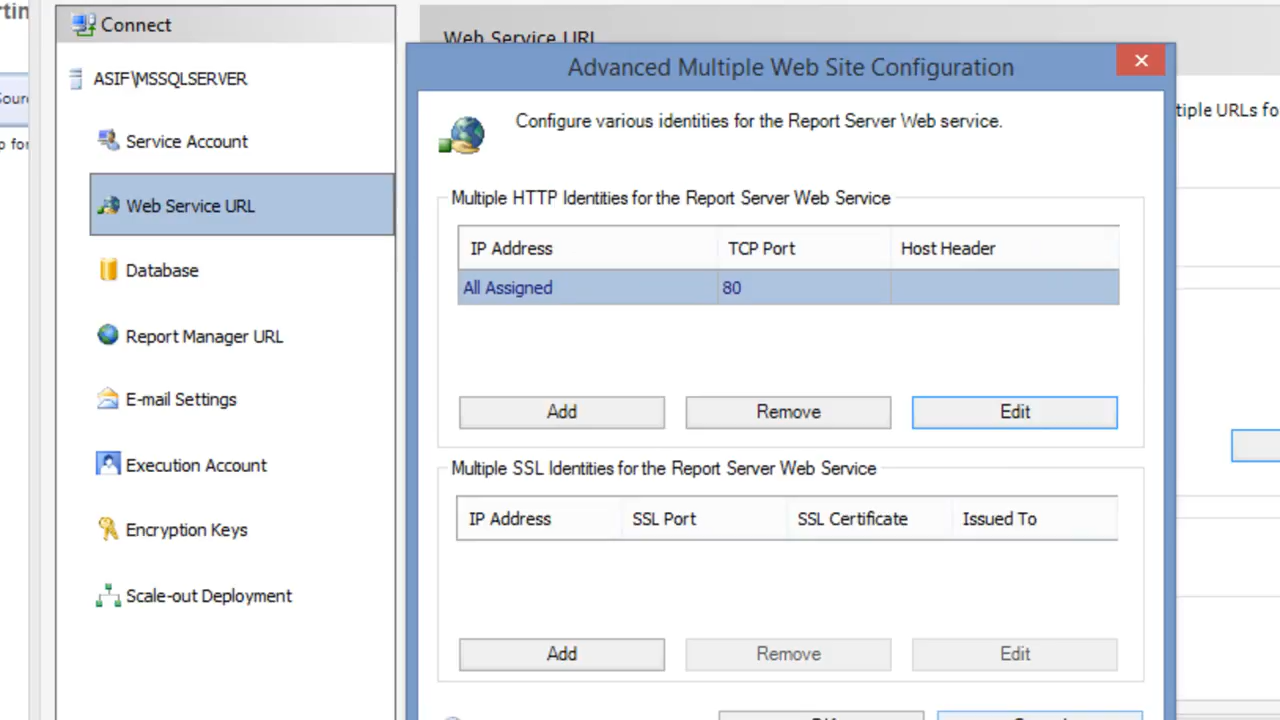 Connect
ASIF\MSSQLSERVER
Service Account
Web Service URL
Database
Report Manager URL
E-mail Settings
Execution Account
Encryption Keys
Scale-out Deployment
Web Service URL
Advanced Multiple Web Site Configuration
Configure various identities for the Report Server Web service.
Multiple HTTP Identities for the Report Server Web Service
IP Address TCP Port Host Header
All Assigned 80
Add Remove Edit
Multiple SSL Identities for the Report Server Web Service
IP Address SSL Port SSL Certificate Issued To
Add Remove Edit
URLs